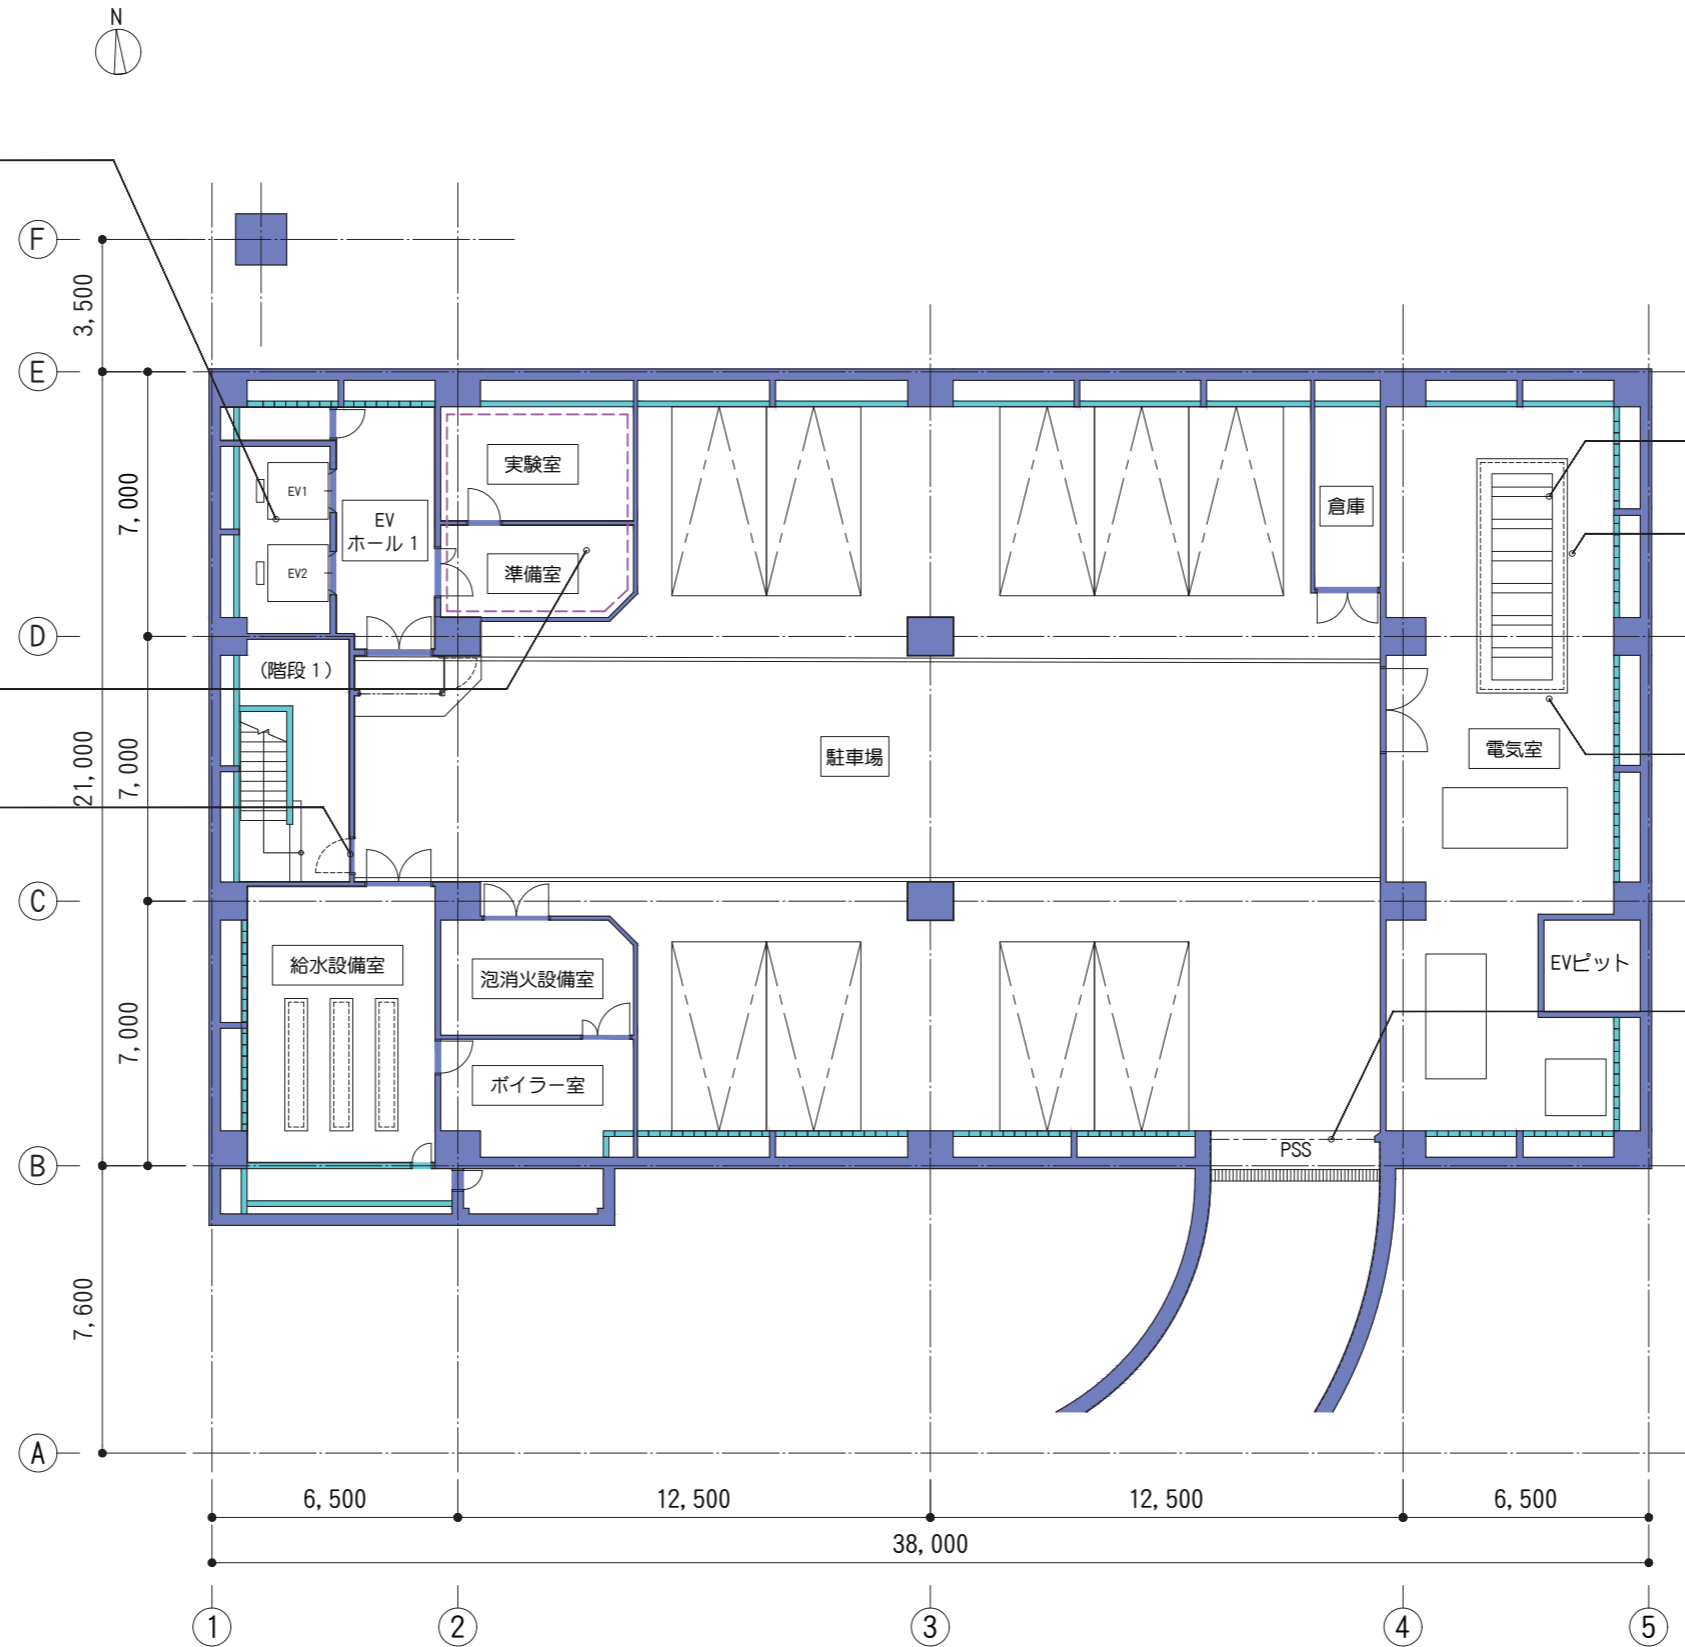 N
F
3,500
E
7,000
EV1
EV
ホール1
EV2
実験室
準備室
倉庫
D
(階段1)
21,000
7,000
駐車場
電気室
C
給水設備室
泡消火設備室
EVピット
7,000
ボイラー室
B
PSS
7,600
A
6,500
12,500
12,500
6,500
38,000
1
2
3
4
5